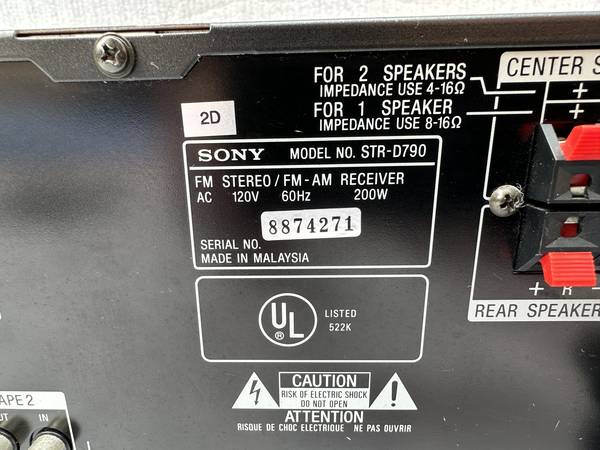 FOR 2 SPEAKERS
IMPEDANCE USE 4-16Ω
FOR 1 SPEAKER
IMPEDANCE USE 8-16Ω
CENTER S
+
+
2D
SONY MODEL NO. STR-D790
FM STEREO/FM-AM RECEIVER
AC 120V 60Hz 200W
8874271
SERIAL NO.
MADE IN MALAYSIA
UL
®
LISTED
522K
+ R -
REAR SPEAKER
CAUTION
RISK OF ELECTRIC SHOCK
DO NOT OPEN
ATTENTION
RISQUE DE CHOC ELECTRIQUE NE PAS OUVRIR
APE 2
UT IN